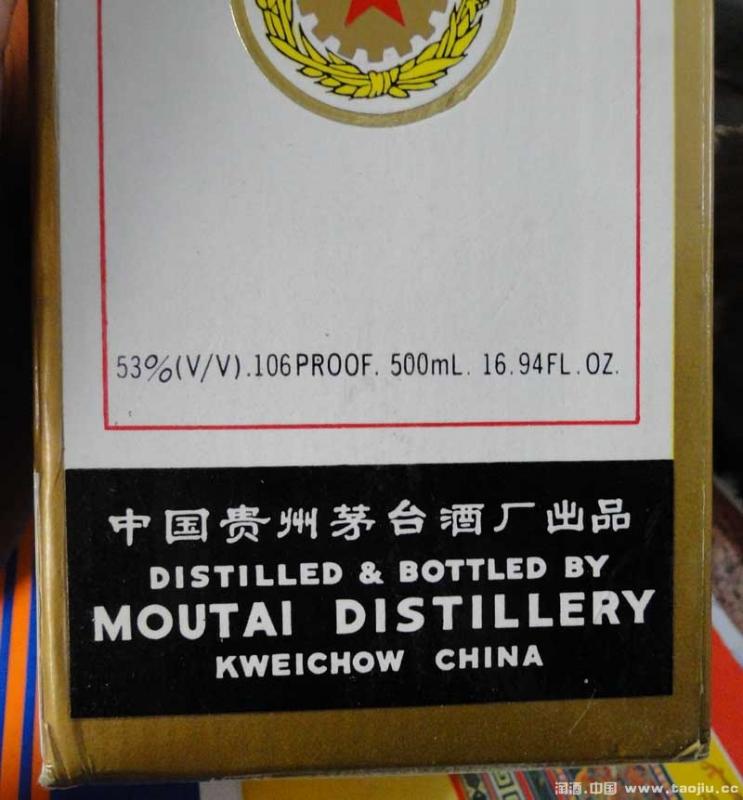 53%(V/V).106PROOF. 500mL. 16.94FL.OZ.
中国贵州茅台酒厂出品
DISTILLED & BOTTLED BY
MOUTAI DISTILLERY
KWEICHOW CHINA
淘酒.中国 www.taojiu.cc